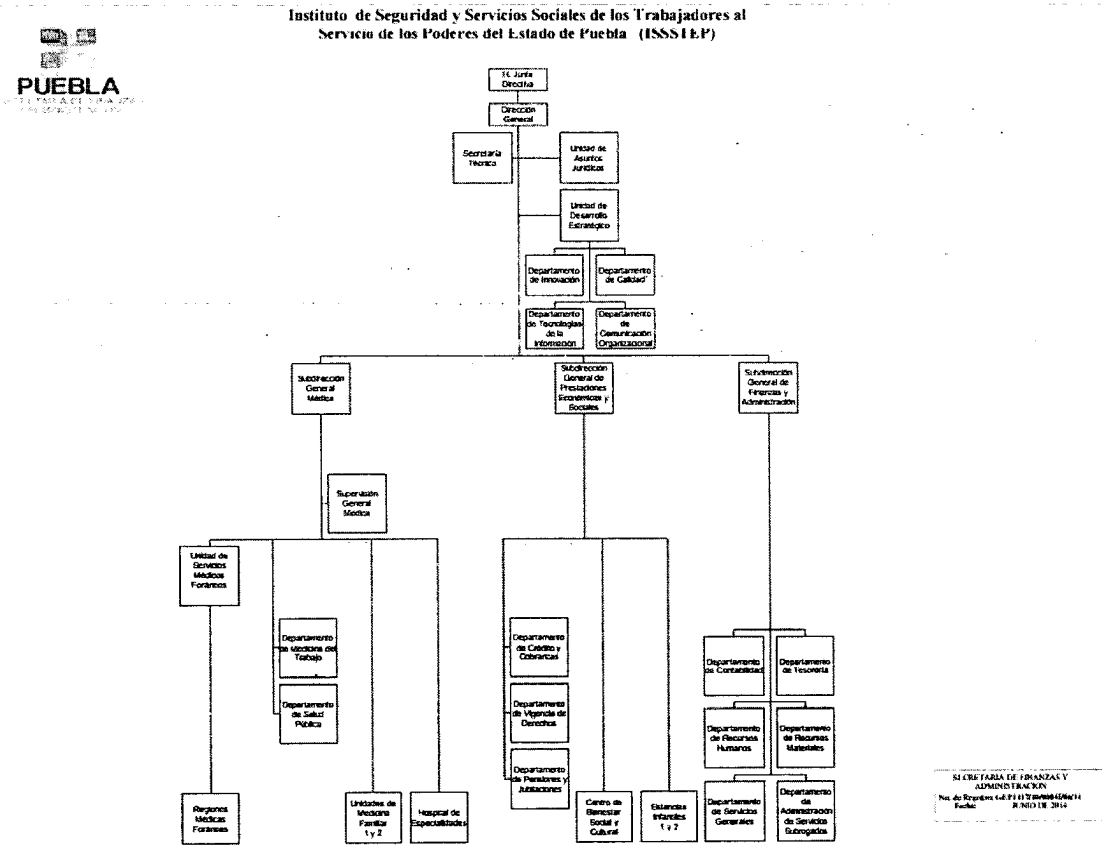 Instituto de Seguridad y Servicios Sociales de los Trabajadores al
Servicio de los Poderes del Estado de Puebla (ISSSTEP)
PUEBLA
H. Junta
Directiva
Dirección
General
Secretaría
Técnica
Unidad de
Asuntos
Jurídicos
Unidad de
Desarrollo
Estratégico
Departamento
de Innovación
Departamento
de Calidad
Departamento
de Tecnologías
de la
Información
Departamento
de
Comunicación
Organizacional
Subdirección
General
Médica
Subdirección
General de
Prestaciones
Económicas y
Sociales
Subdirección
General de
Finanzas y
Administración
Supervisión
General
Médica
Unidad de
Servicios
Médicos
Foráneos
Departamento
de Medicina del
Trabajo
Departamento
de Salud
Pública
Departamento
de Crédito y
Cobranzas
Departamento
de Vigencia de
Derechos
Departamento
de Pensiones y
Jubilaciones
Departamento
de Contabilidad
Departamento
de Tesorería
Departamento
de Recursos
Humanos
Departamento
de Recursos
Materiales
Regiones
Médicas
Foráneas
Unidades de
Medicina
Familiar
1 y 2
Hospital de
Especialidades
Centro de
Bienestar
Social y
Cultural
Estancias
Infantiles
1 y 2
Departamento
de Servicios
Generales
Departamento
de
Administración
de Servicios
Subrogados
SECRETARIA DE FINANZAS Y
ADMINISTRACION
No. de Registro
Fecha: JUNIO DE 2014